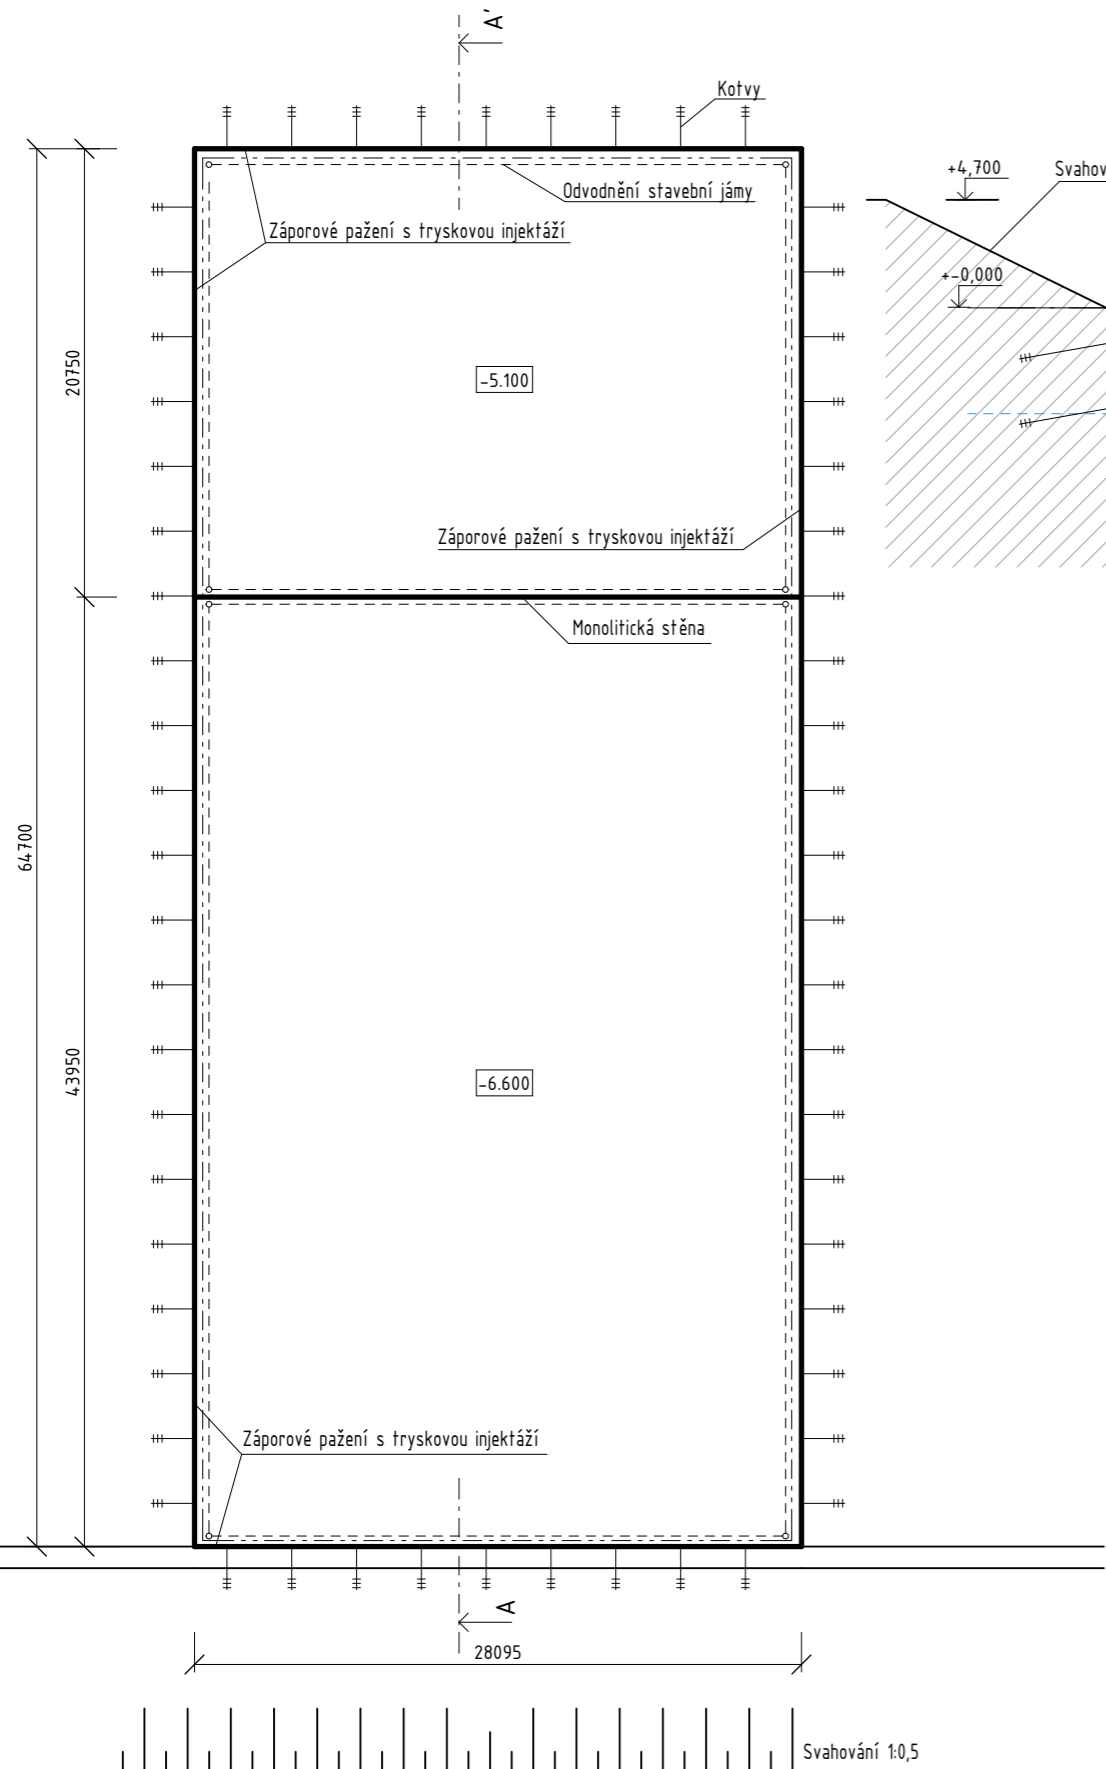 A'
Kotvy
Odvodnění stavební jámy
+4,700
Svahov
Záporové pažení s tryskovou injektáží
+-0,000
20750
-5.100
Záporové pažení s tryskovou injektáží
Monolitická stěna
64700
43950
-6.600
Záporové pažení s tryskovou injektáží
A
28095
Svahování 1:0,5